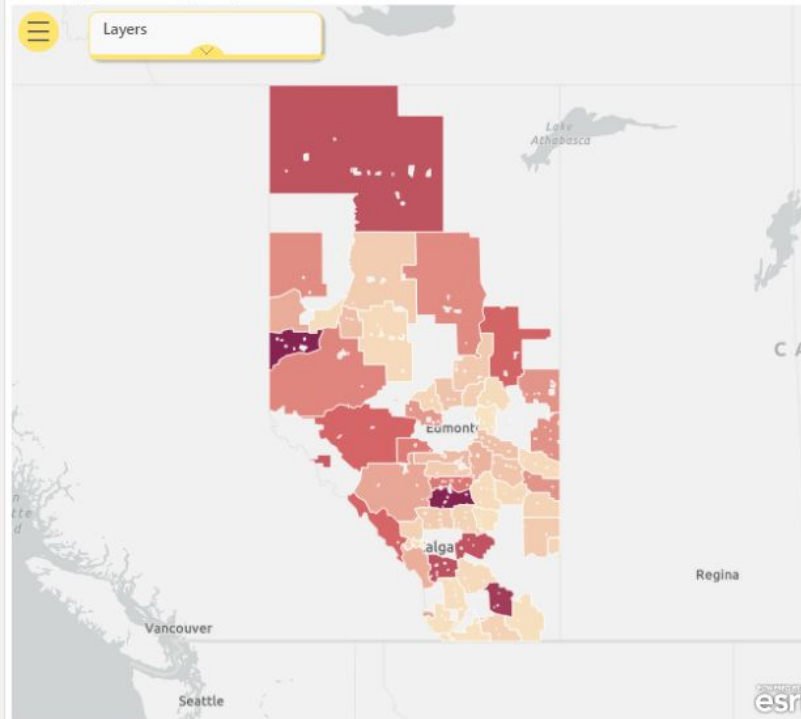 Layers
Lake
Athabasca
C A
Edmont
alga
Regina
Vancouver
Seattle
esri